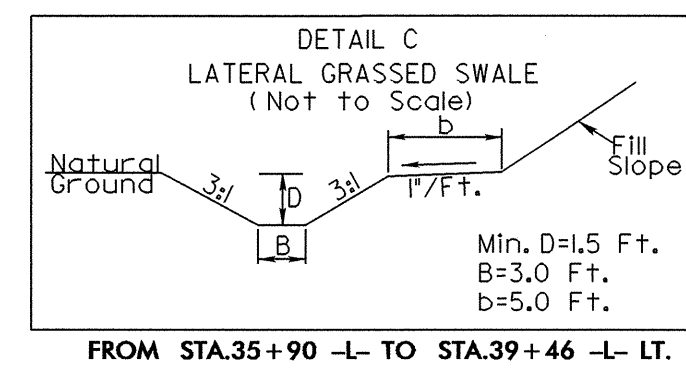 DETAIL C
LATERAL GRASSED SWALE
(Not to Scale)
b
Natural
Ground
3:1
D
3:1
1"/Ft.
Fill
Slope
B
Min. D=1.5 Ft.
B=3.0 Ft.
b=5.0 Ft.
FROM STA.35+90 -L- TO STA.39+46 -L- LT.